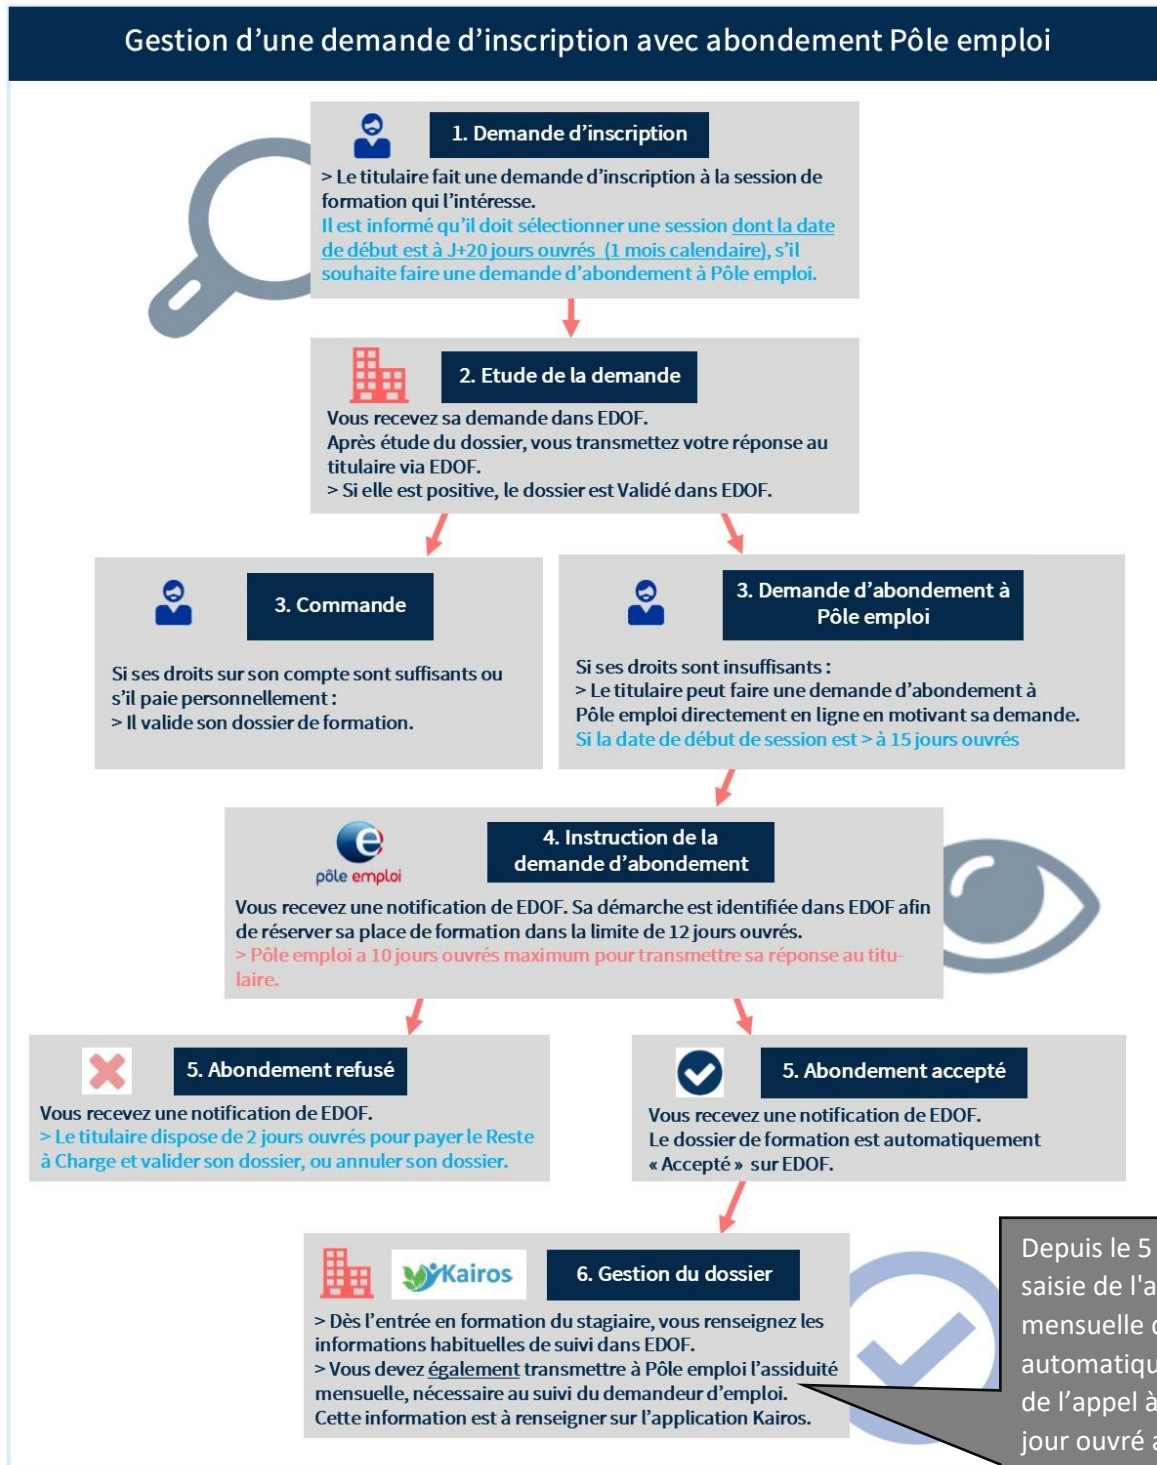 Gestion d’une demande d’inscription avec abondement Pôle emploi
1. Demande d’inscription
> Le titulaire fait une demande d’inscription à la session de
formation qui l’intéresse.
Il est informé qu’il doit sélectionner une session dont la date
de début est à J+20 jours ouvrés (1 mois calendaire), s’il
souhaite faire une demande d’abondement à Pôle emploi.
2. Etude de la demande
Vous recevez sa demande dans EDOF.
Après étude du dossier, vous transmettez votre réponse au
titulaire via EDOF.
> Si elle est positive, le dossier est Validé dans EDOF.
3. Commande
Si ses droits sur son compte sont suffisants ou
s’il paie personnellement :
> Il valide son dossier de formation.
3. Demande d’abondement à
Pôle emploi
Si ses droits sont insuffisants :
> Le titulaire peut faire une demande d’abondement à
Pôle emploi directement en ligne en motivant sa demande.
Si la date de début de session est > à 15 jours ouvrés
pôle emploi
4. Instruction de la
demande d’abondement
Vous recevez une notification de EDOF. Sa démarche est identifiée dans EDOF afin
de réserver sa place de formation dans la limite de 12 jours ouvrés.
> Pôle emploi a 10 jours ouvrés maximum pour transmettre sa réponse au titu-
laire.
5. Abondement refusé
Vous recevez une notification de EDOF.
> Le titulaire dispose de 2 jours ouvrés pour payer le Reste
à Charge et valider son dossier, ou annuler son dossier.
5. Abondement accepté
Vous recevez une notification de EDOF.
Le dossier de formation est automatiquement
« Accepté » sur EDOF.
Kairos
6. Gestion du dossier
> Dès l’entrée en formation du stagiaire, vous renseignez les
informations habituelles de suivi dans EDOF.
> Vous devez également transmettre à Pôle emploi l’assiduité
mensuelle, nécessaire au suivi du demandeur d’emploi.
Cette information est à renseigner sur l’application Kairos.
Depuis le 5
saisie de l'a
mensuelle
automatiqu
de l’appel à
jour ouvré